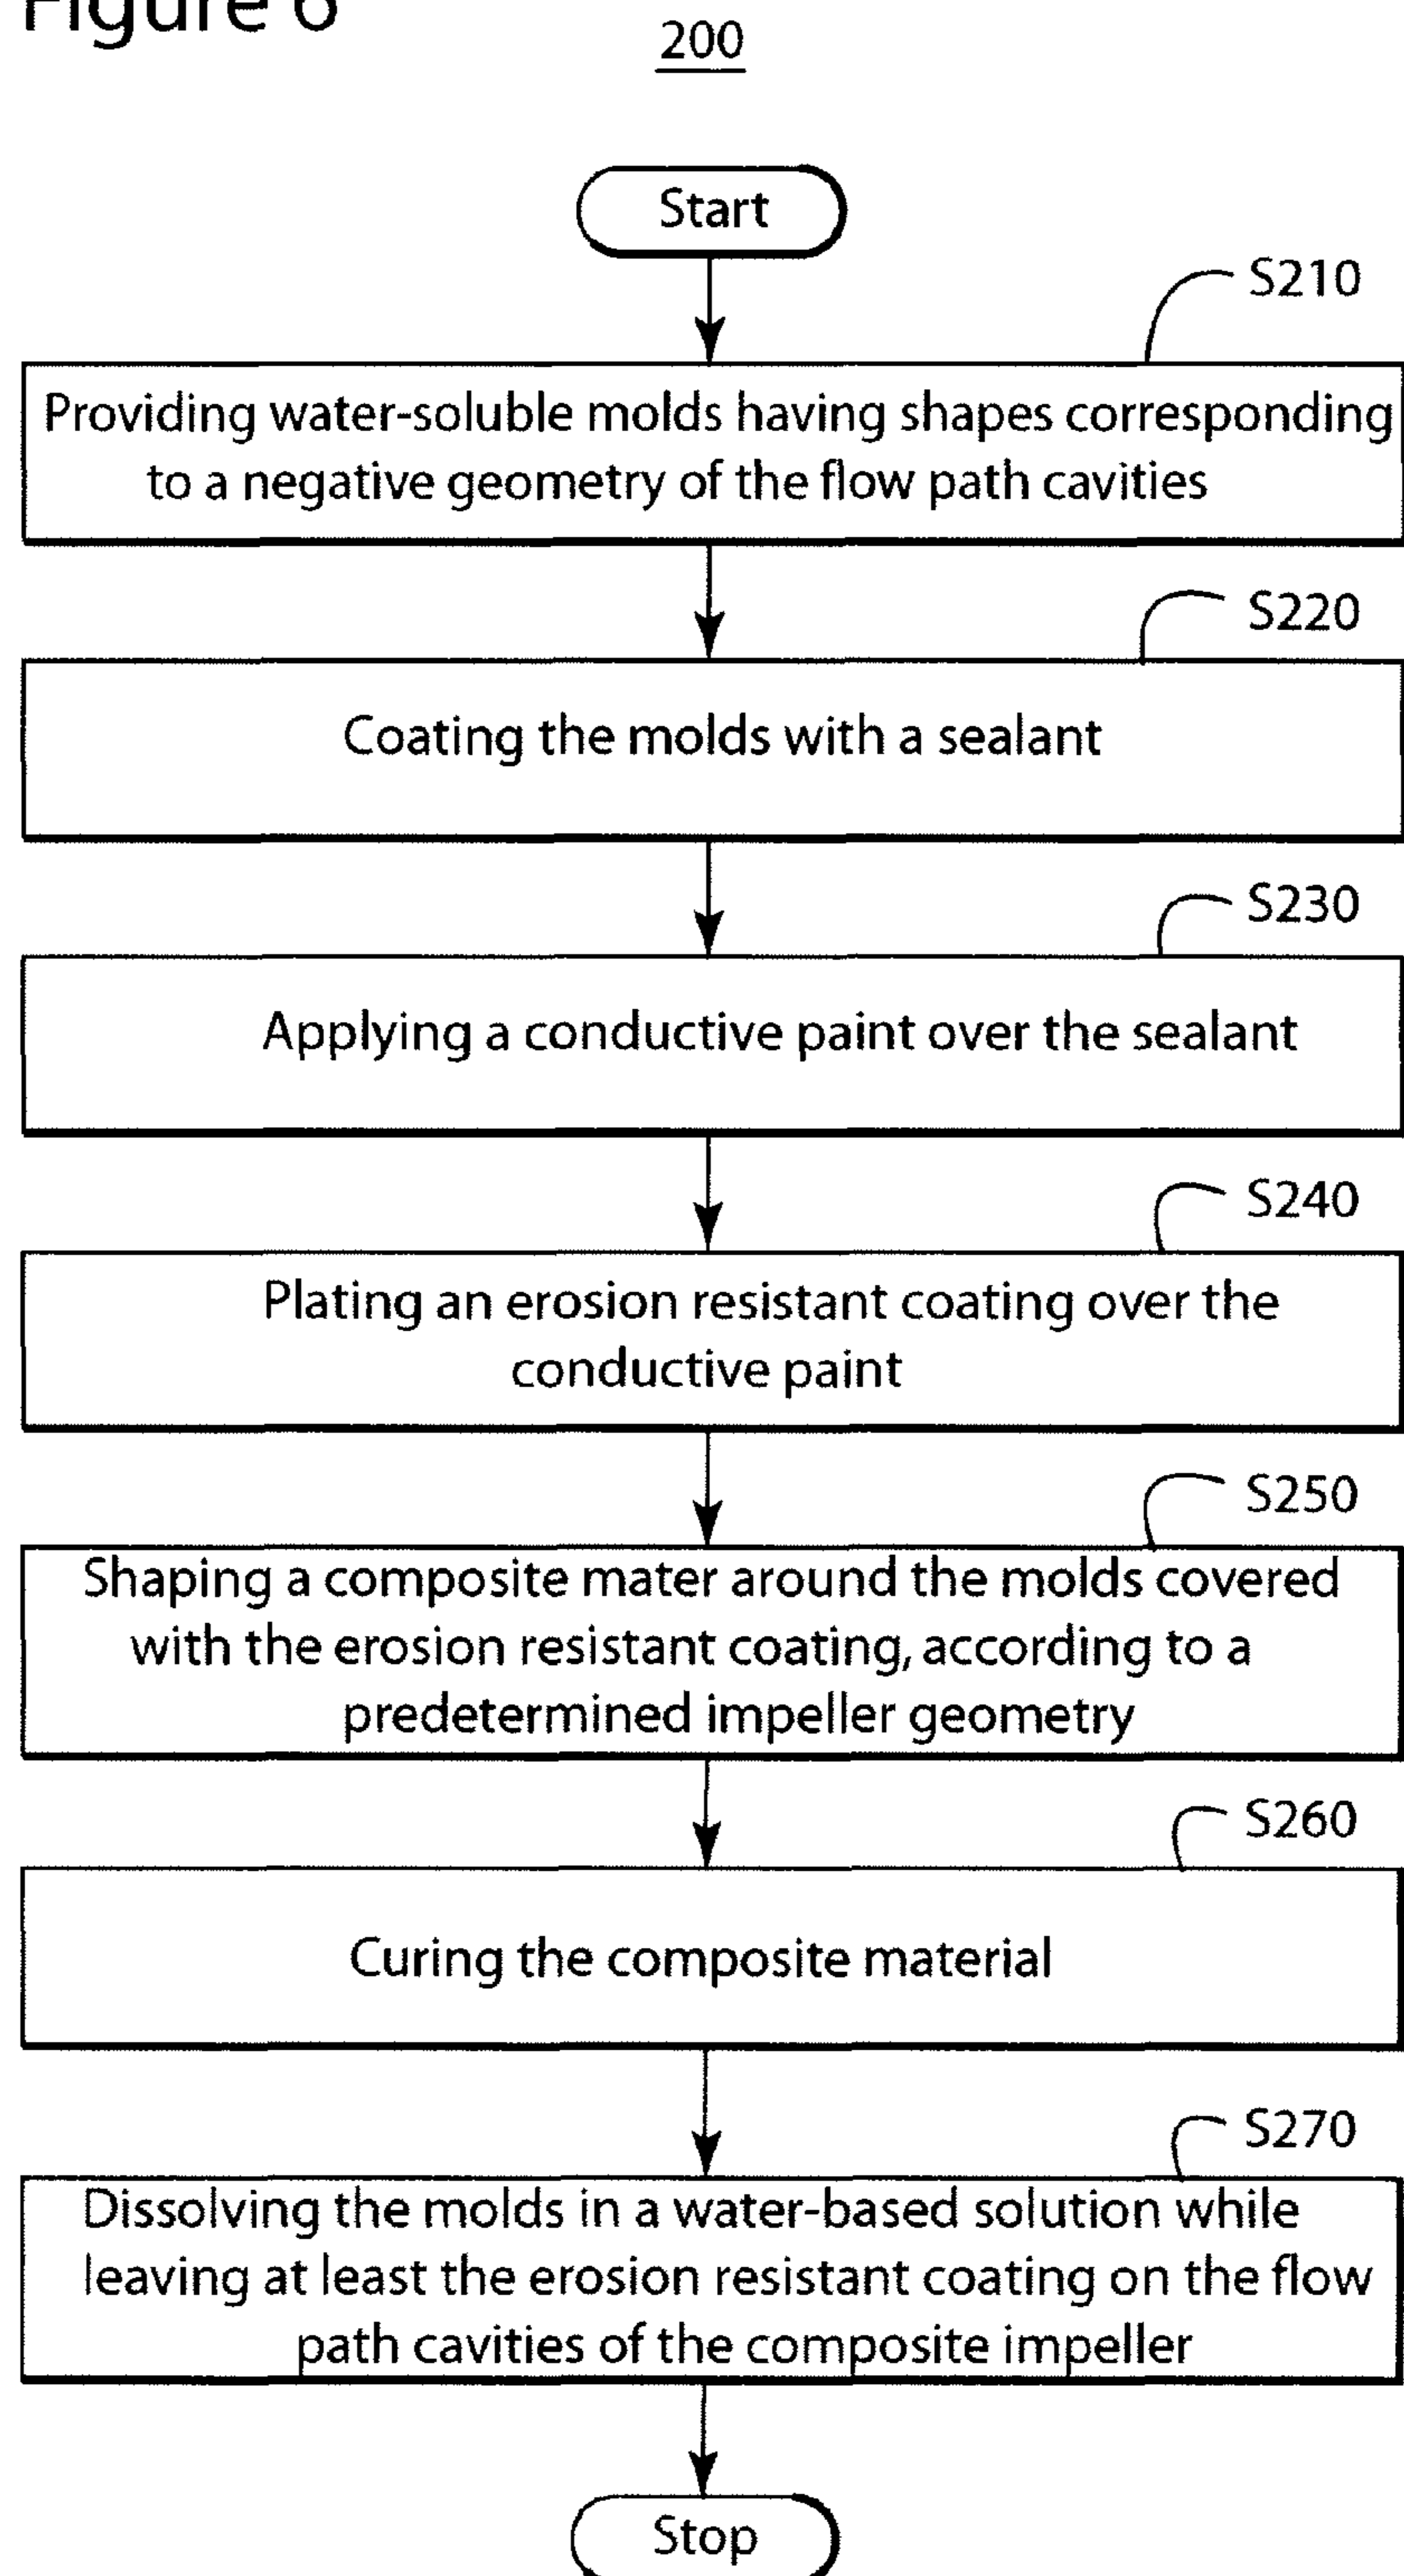 Figure 6
200
Start
S210
Providing water-soluble molds having shapes corresponding
to a negative geometry of the flow path cavities
S220
Coating the molds with a sealant
S230
Applying a conductive paint over the sealant
S240
Plating an erosion resistant coating over the
conductive paint
S250
Shaping a composite mater around the molds covered
with the erosion resistant coating, according to a
predetermined impeller geometry
S260
Curing the composite material
S270
Dissolving the molds in a water-based solution while
leaving at least the erosion resistant coating on the flow
path cavities of the composite impeller
Stop